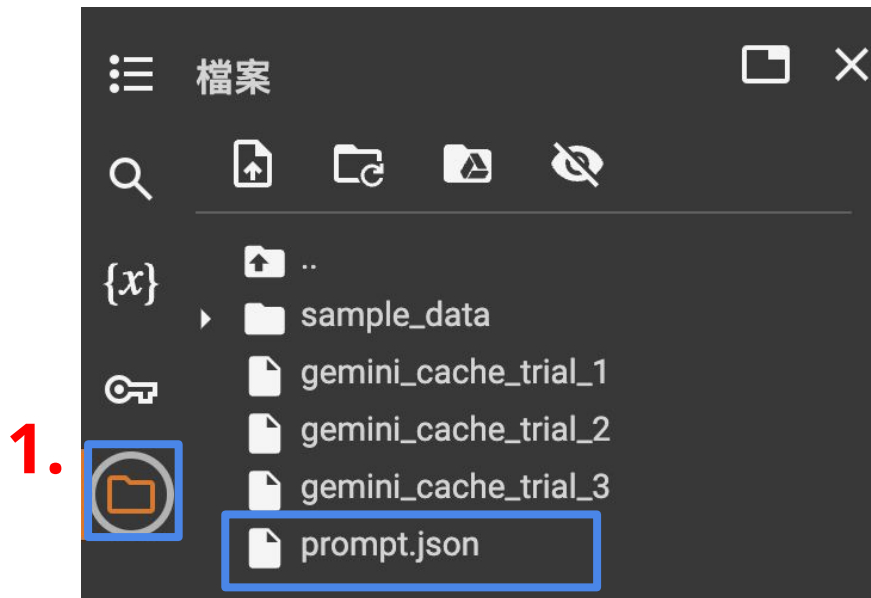 檔案
{x}
..
sample_data
gemini_cache_trial_1
gemini_cache_trial_2
1.
gemini_cache_trial_3
prompt.json